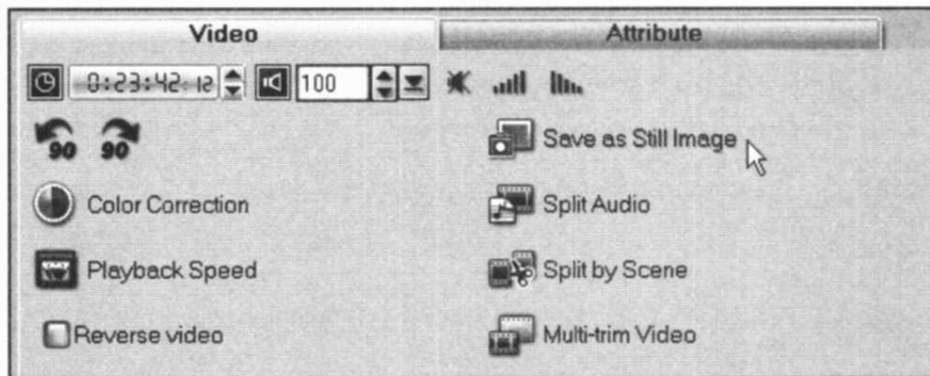 Video Attribute
0:23:42:12 100
90 90 Save as Still Image
Color Correction Split Audio
Playback Speed Split by Scene
Reverse video Multi-trim Video